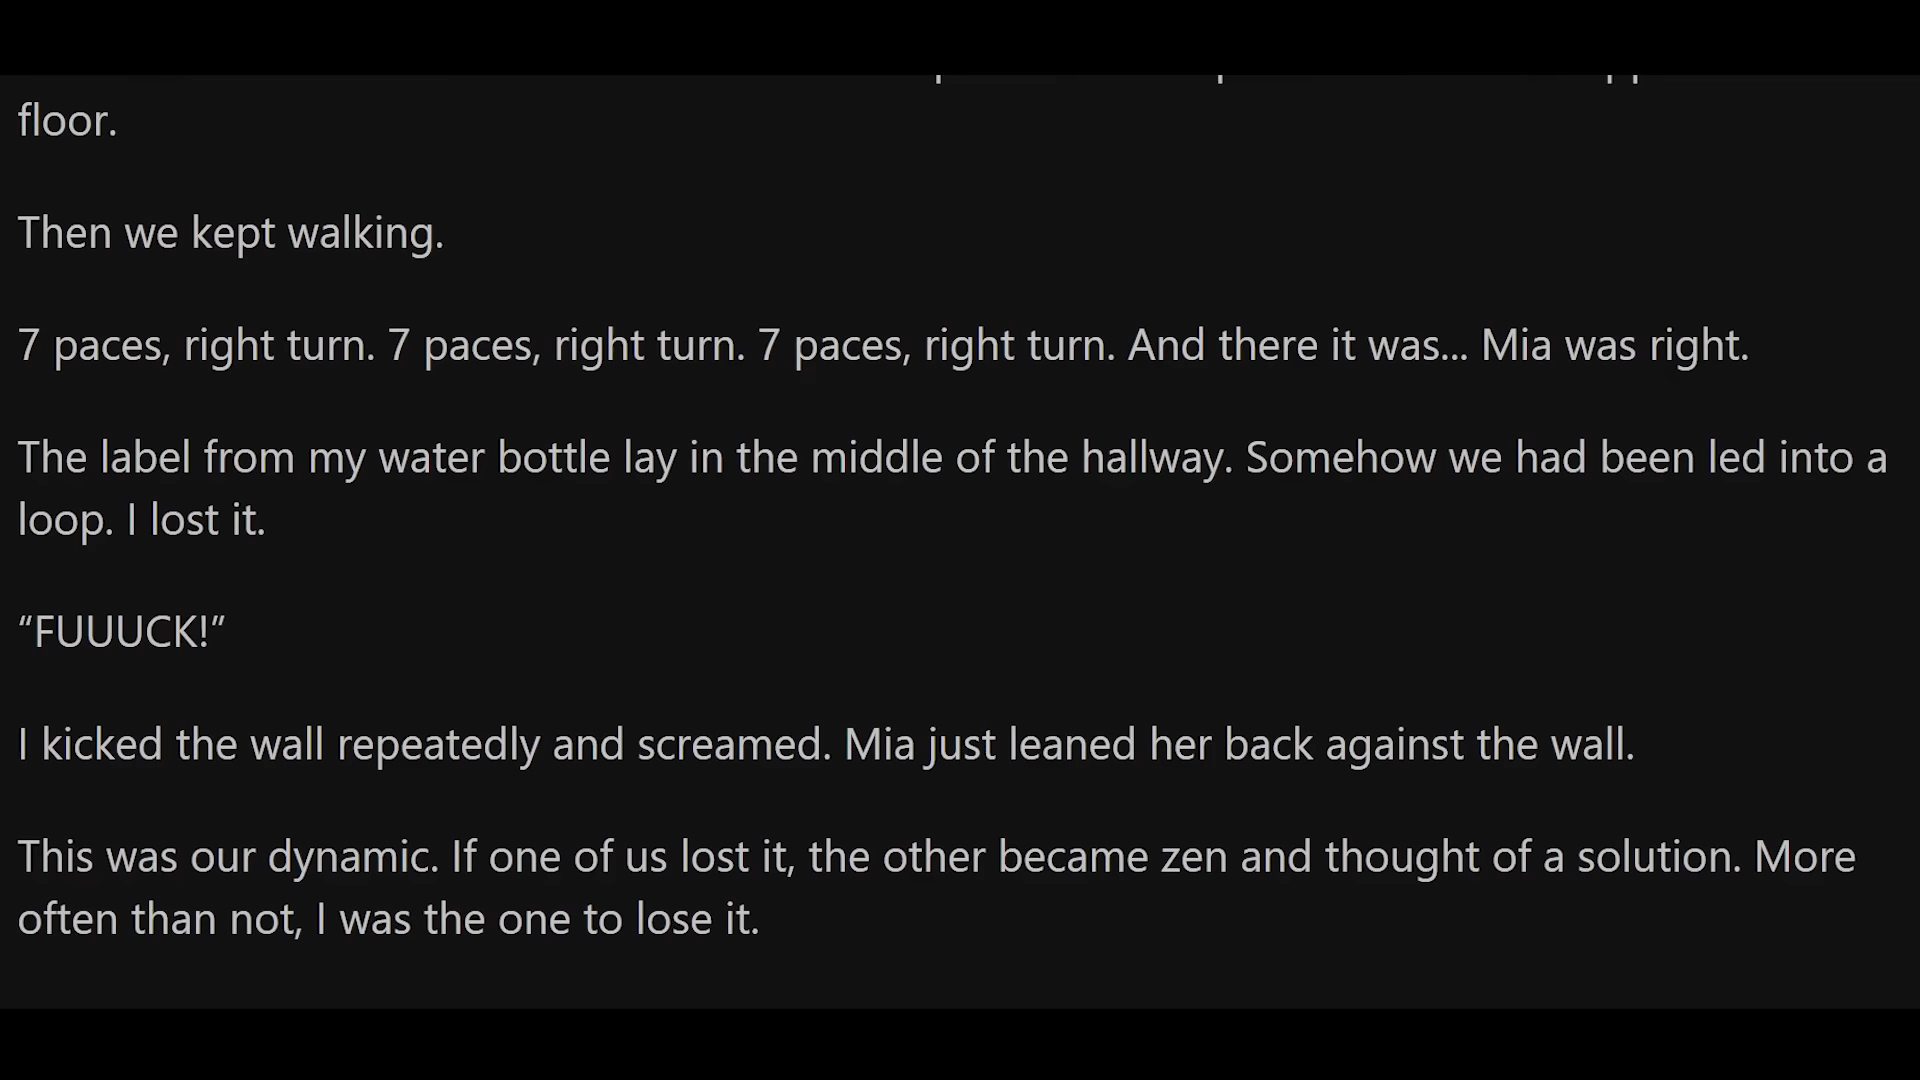 floor.
Then we kept walking.
7 paces, right turn. 7 paces, right turn. 7 paces, right turn. And there it was... Mia was right.
The label from my water bottle lay in the middle of the hallway. Somehow we had been led into a
loop. I lost it.
“FUUUCK!”
I kicked the wall repeatedly and screamed. Mia just leaned her back against the wall.
This was our dynamic. If one of us lost it, the other became zen and thought of a solution. More
often than not, I was the one to lose it.